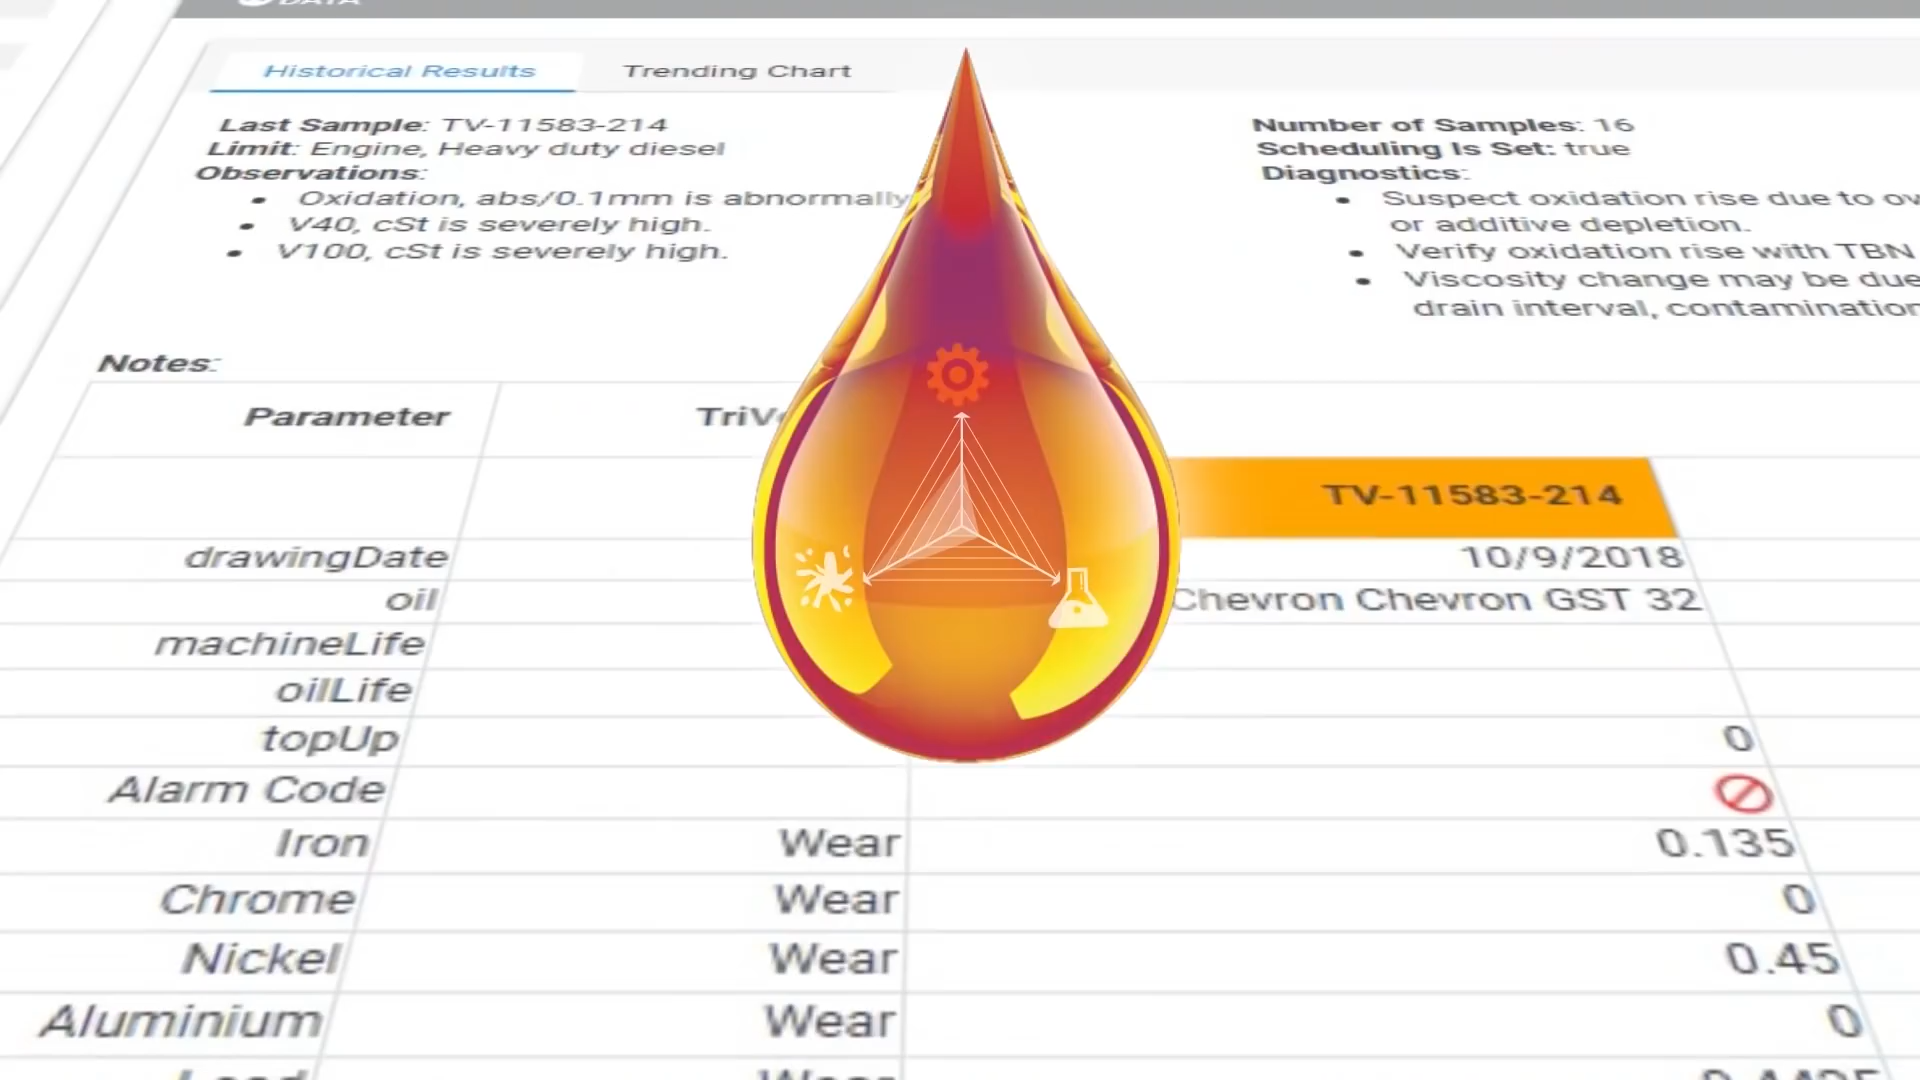 DATA
Historical Results
Trending Chart
Last Sample: TV-11583-214
Limit: Engine, Heavy duty diesel
Observations:
• Oxidation, abs/0.1mm is abnormally
• V40, cSt is severely high.
• V100, cSt is severely high.
Number of Samples: 16
Scheduling Is Set: true
Diagnostics:
• Suspect oxidation rise due to
or additive depletion.
• Verify oxidation rise with TBN
• Viscosity change may be due
drain interval, contamination
Notes:
Parameter
TV-11583-214
drawingDate 10/9/2018
oil Chevron Chevron GST 32
machineLife
oilLife
topUp 0
Alarm Code
Iron Wear 0.135
Chrome Wear 0
Nickel Wear 0.45
Aluminium Wear 0